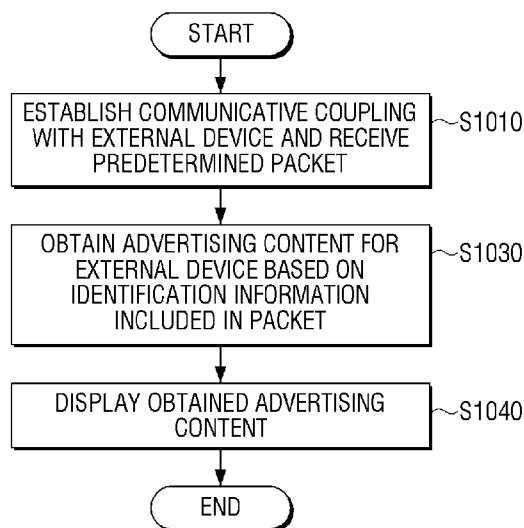 START
ESTABLISH COMMUNICATIVE COUPLING
WITH EXTERNAL DEVICE AND RECEIVE
PREDETERMINED PACKET
S1010
OBTAIN ADVERTISING CONTENT FOR
EXTERNAL DEVICE BASED ON
IDENTIFICATION INFORMATION
INCLUDED IN PACKET
S1030
DISPLAY OBTAINED ADVERTISING
CONTENT
S1040
END